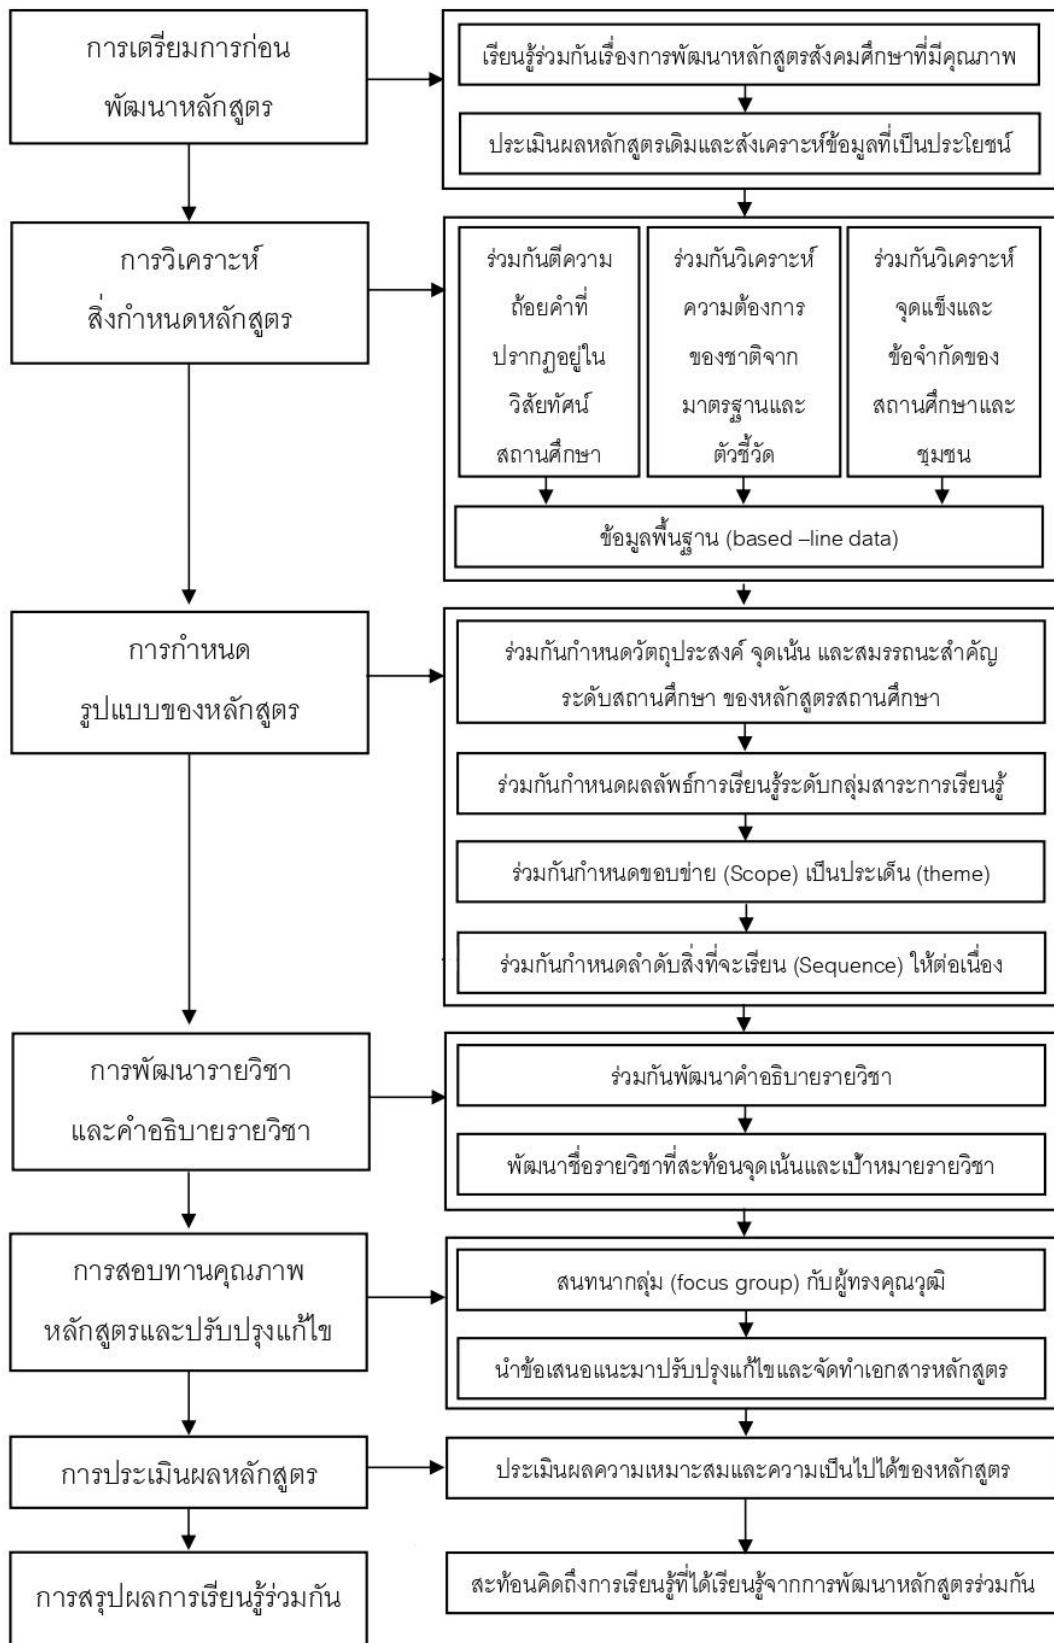 การเตรียมการก่อน
พัฒนาหลักสูตร
เรียนรู้ร่วมกันเรื่องการพัฒนาหลักสูตรสังคมศึกษาที่มีคุณภาพ
ประเมินผลหลักสูตรเดิมและสังเคราะห์ข้อมูลที่เป็นประโยชน์
การวิเคราะห์
สิ่งกำหนดหลักสูตร
ร่วมกันตีความ
ถ้อยคำที่
ปรากฏอยู่ใน
วิสัยทัศน์
สถานศึกษา
ร่วมกันวิเคราะห์
ความต้องการ
ของชาติจาก
มาตรฐานและ
ตัวชี้วัด
ร่วมกันวิเคราะห์
จุดแข็งและ
ข้อจำกัดของ
สถานศึกษาและ
ชุมชน
ข้อมูลพื้นฐาน (based –line data)
การกำหนด
รูปแบบของหลักสูตร
ร่วมกันกำหนดวัตถุประสงค์ จุดเน้น และสมรรถนะสำคัญ
ระดับสถานศึกษา ของหลักสูตรสถานศึกษา
ร่วมกันกำหนดผลลัพธ์การเรียนรู้ระดับกลุ่มสาระการเรียนรู้
ร่วมกันกำหนดขอบข่าย (Scope) เป็นประเด็น (theme)
ร่วมกันกำหนดลำดับสิ่งที่จะเรียน (Sequence) ให้ต่อเนื่อง
การพัฒนารายวิชา
และคำอธิบายรายวิชา
ร่วมกันพัฒนาคำอธิบายรายวิชา
พัฒนาชื่อรายวิชาที่สะท้อนจุดเน้นและเป้าหมายรายวิชา
การสอบทานคุณภาพ
หลักสูตรและปรับปรุงแก้ไข
สนทนากลุ่ม (focus group) กับผู้ทรงคุณวุฒิ
นำข้อเสนอแนะมาปรับปรุงแก้ไขและจัดทำเอกสารหลักสูตร
การประเมินผลหลักสูตร
ประเมินผลความเหมาะสมและความเป็นไปได้ของหลักสูตร
การสรุปผลการเรียนรู้ร่วมกัน
สะท้อนคิดถึงการเรียนรู้ที่ได้เรียนรู้จากการพัฒนาหลักสูตรร่วมกัน